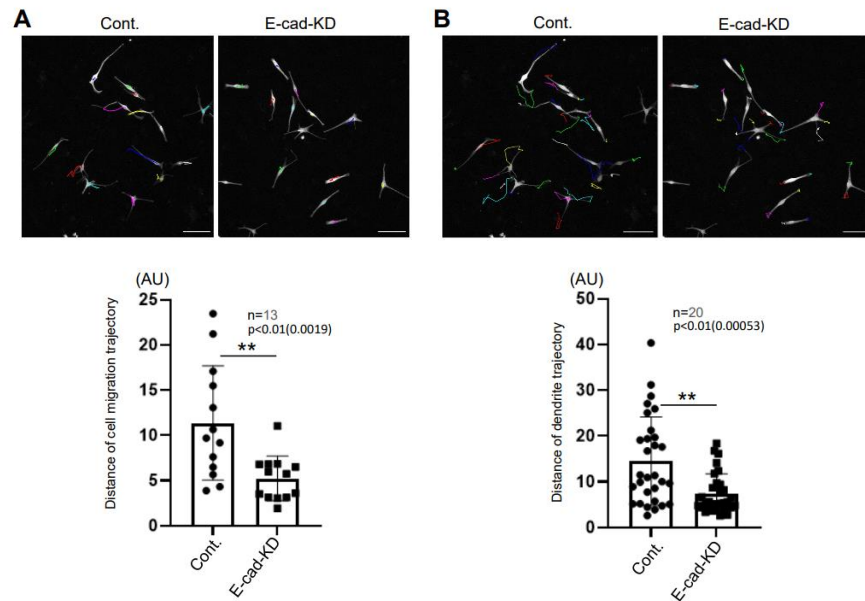 A
Cont.
E-cad-KD
(AU)
Distance of cell migration trajectory
25
20
15
10
5
0
n=13
p<0.01(0.0019)
**
Cont.
E-cad-KD
B
Cont.
E-cad-KD
(AU)
Distance of dendrite trajectory
50
40
30
20
10
0
n=20
p<0.01(0.00053)
**
Cont.
E-cad-KD